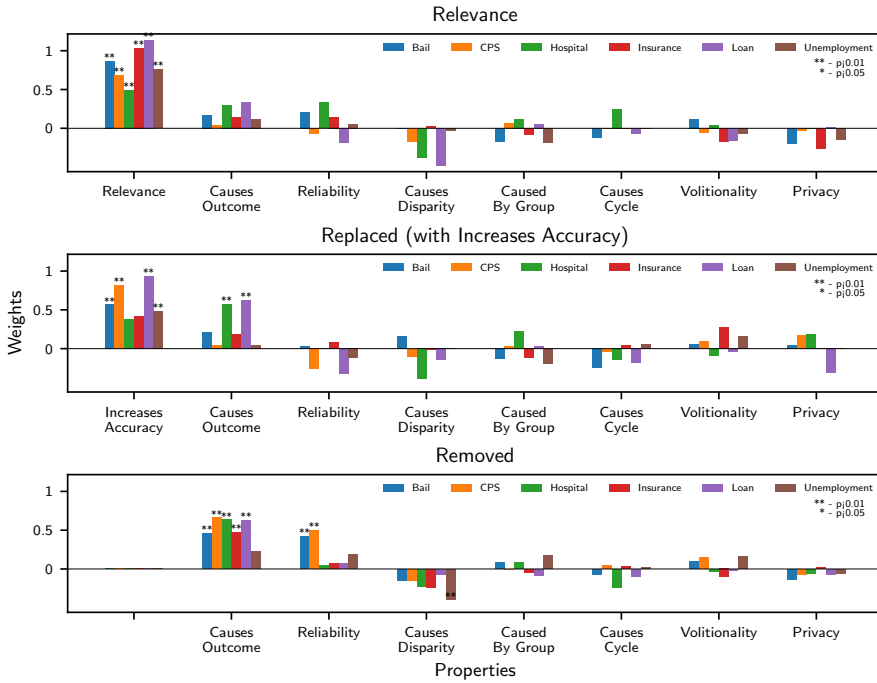 Relevance
Bail CPS Hospital Insurance Loan Unemployment
** - p¡0.01
* - p¡0.05
1
0.5
0
** ** ** ** ** **
Relevance Causes Outcome Reliability Causes Disparity Caused By Group Causes Cycle Volitionality Privacy
Replaced (with Increases Accuracy)
Bail CPS Hospital Insurance Loan Unemployment
** - p¡0.01
* - p¡0.05
1
0.5
0
** ** ** ** ** **
Weights
Increases Accuracy Causes Outcome Reliability Causes Disparity Caused By Group Causes Cycle Volitionality Privacy
Removed
Bail CPS Hospital Insurance Loan Unemployment
** - p¡0.01
* - p¡0.05
1
0.5
0
** ** ** ** ** ** ** **
Causes Outcome Reliability Causes Disparity Caused By Group Causes Cycle Volitionality Privacy
Properties